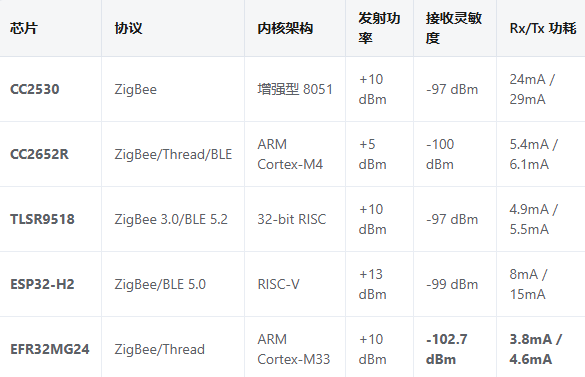 芯片 协议 内核架构 发射功率 接收灵敏度 Rx/Tx 功耗
CC2530 ZigBee 增强型 8051 +10 dBm -97 dBm 24mA / 29mA
CC2652R ZigBee/Thread/BLE ARM Cortex-M4 +5 dBm -100 dBm 5.4mA / 6.1mA
TLSR9518 ZigBee 3.0/BLE 5.2 32-bit RISC +10 dBm -97 dBm 4.9mA / 5.5mA
ESP32-H2 ZigBee/BLE 5.0 RISC-V +13 dBm -99 dBm 8mA / 15mA
EFR32MG24 ZigBee/Thread ARM Cortex-M33 +10 dBm -102.7 dBm 3.8mA / 4.6mA